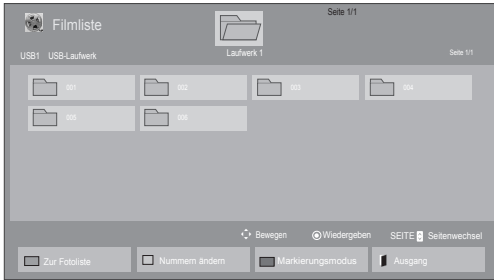 Seite 1/1
Filmliste
Laufwerk 1
USB1 USB-Laufwerk
Seite 1/1
001 002 003 004
005 006
Bewegen Wiedergeben SEITE Seitenwechsel
Zur Fotoliste Nummern ändern Markierungsmodus Ausgang